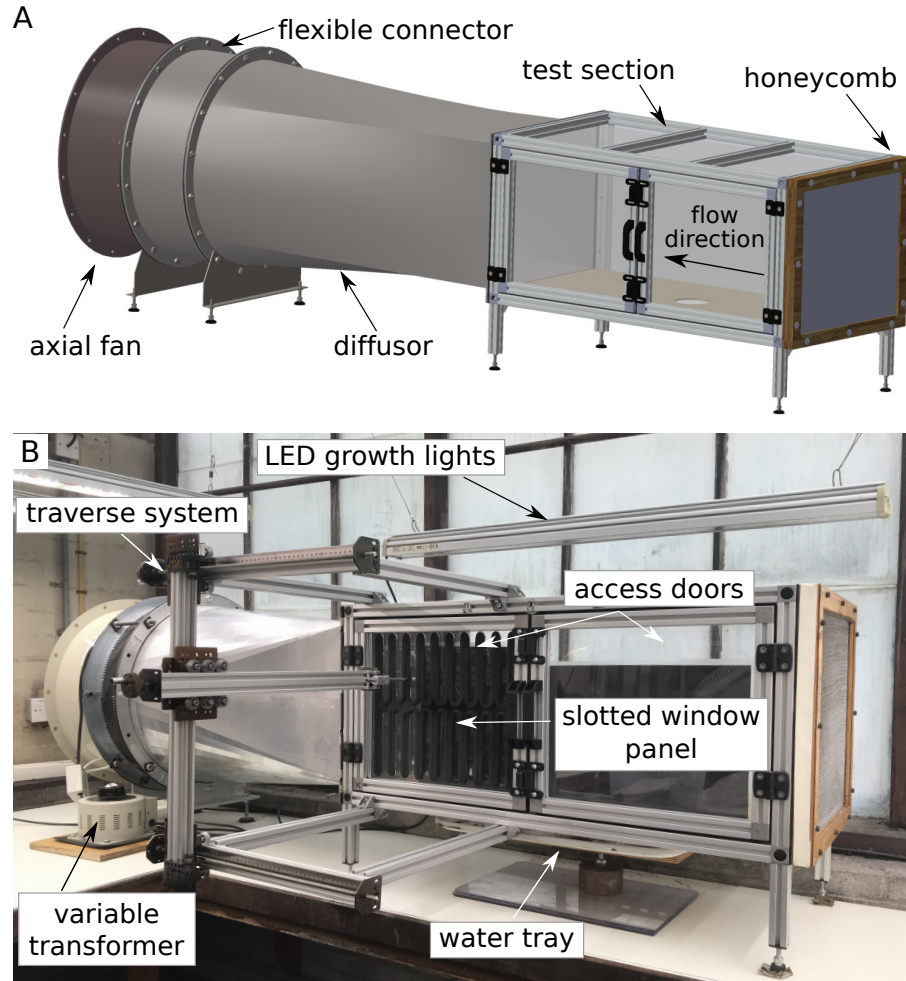 A
flexible connector
test section
honeycomb
flow
direction
axial fan
diffusor
B
LED growth lights
traverse system
access doors
slotted window
panel
variable
transformer
water tray